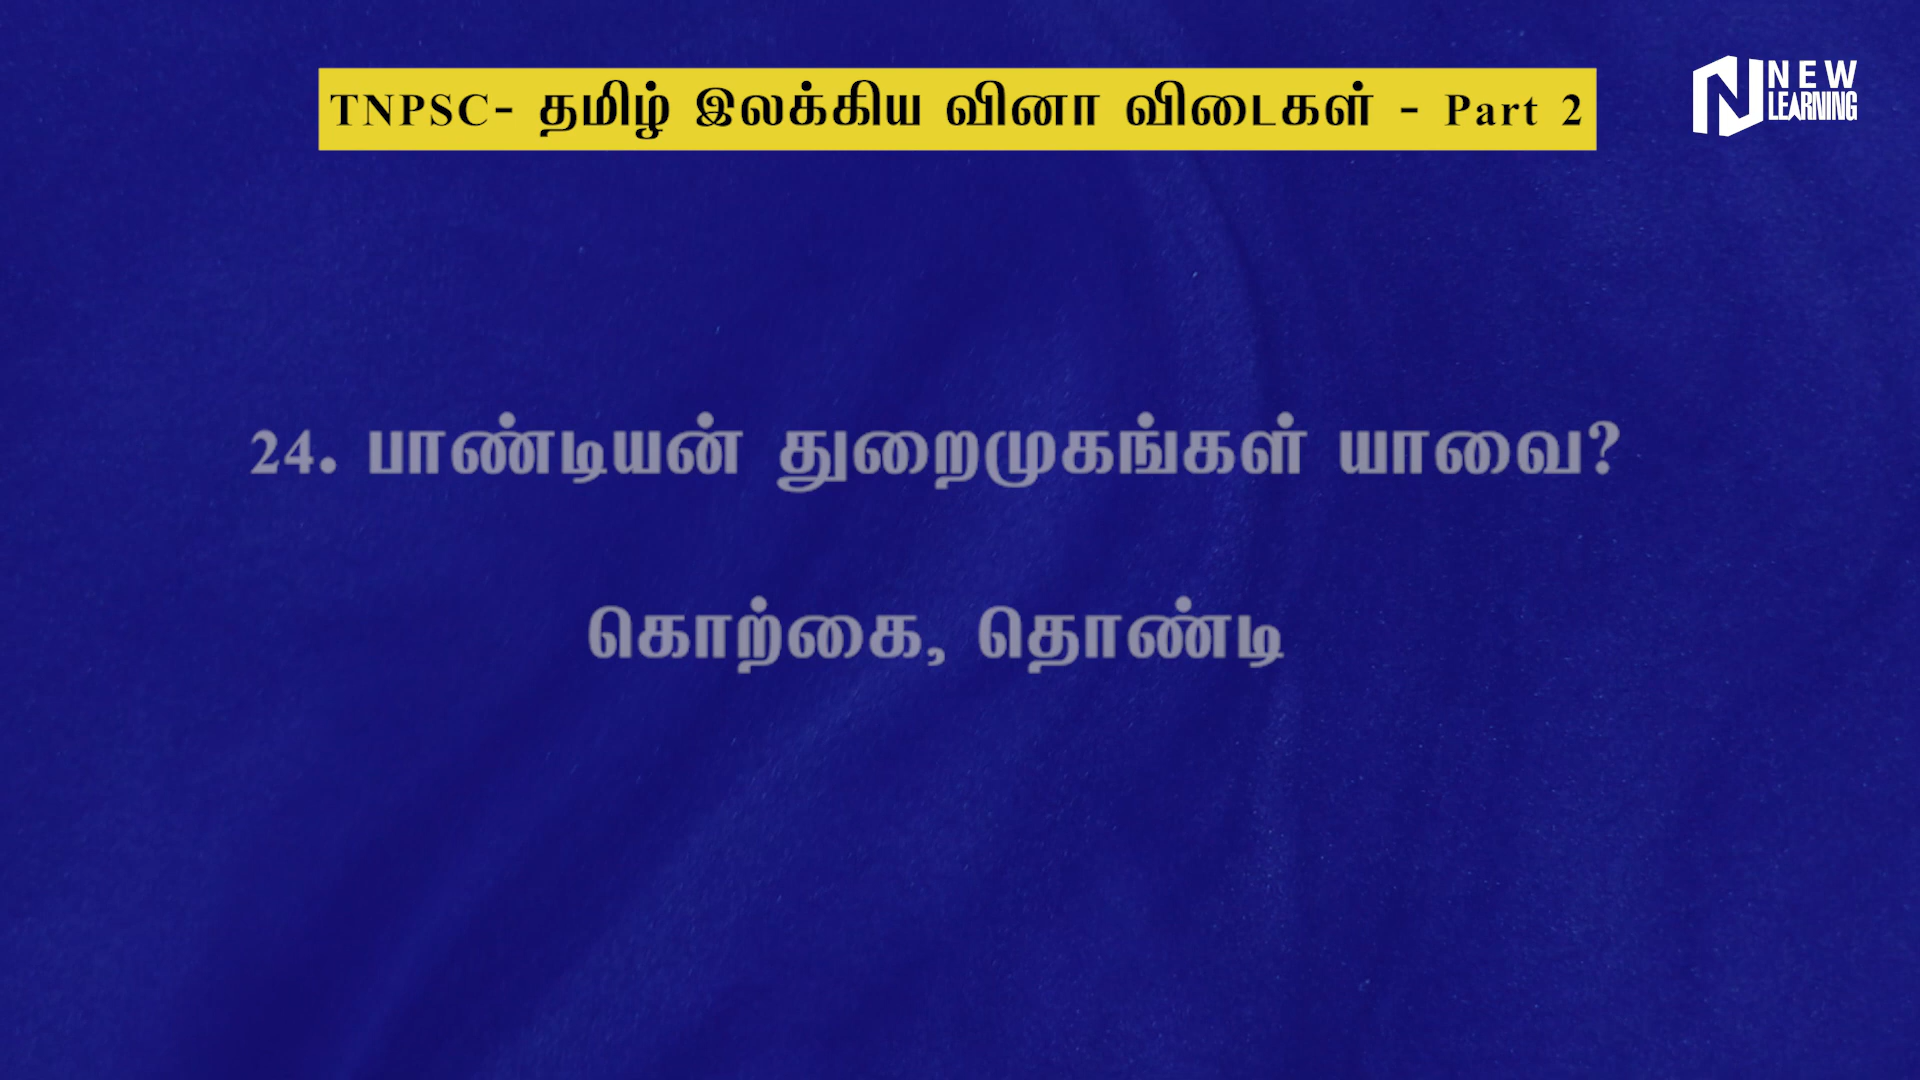 TNPSC- தமிழ் இலக்கிய வினா விடைகள் - Part 2
NEW
LEARNING
24. பாண்டியன் துறைமுகங்கள் யாவை?
கொற்கை, தொண்டி